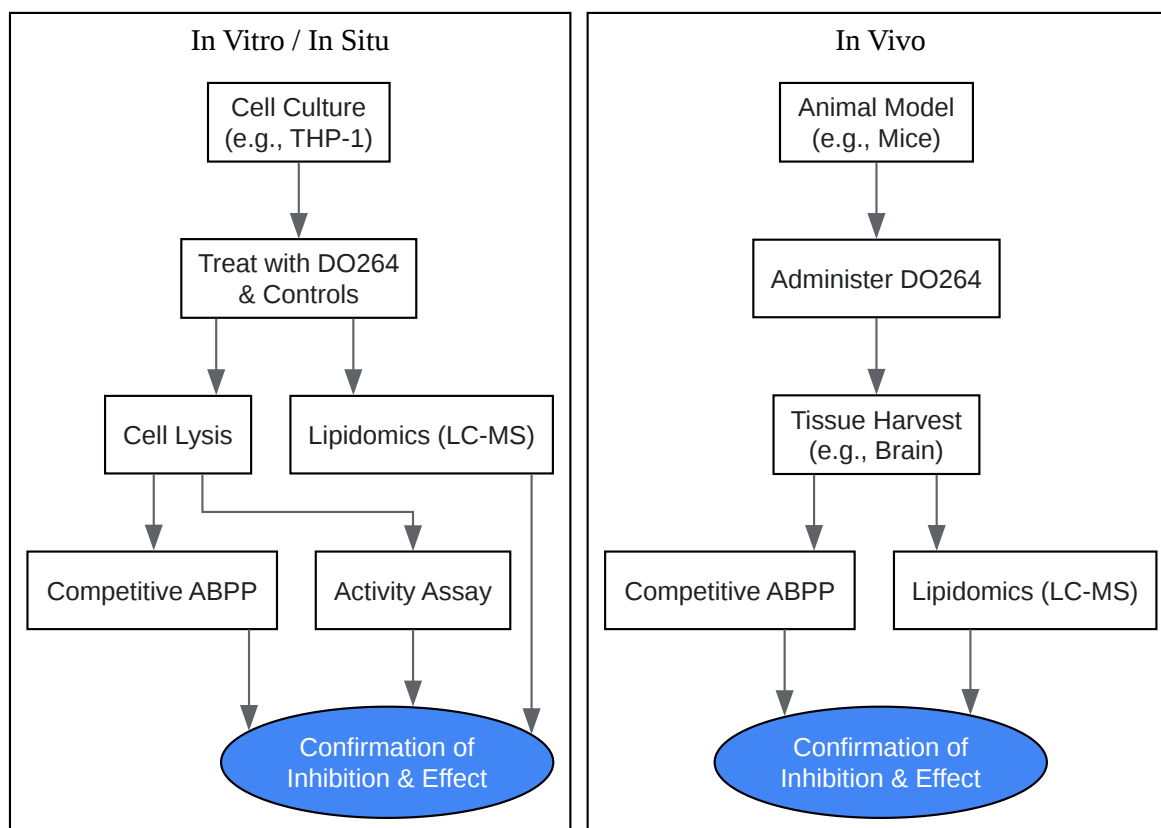 In Vitro / In Situ
Cell Culture
(e.g., THP-1)
Treat with DO264
& Controls
Cell Lysis
Lipidomics (LC-MS)
Competitive ABPP
Activity Assay
Confirmation of
Inhibition & Effect
In Vivo
Animal Model
(e.g., Mice)
Administer DO264
Tissue Harvest
(e.g., Brain)
Competitive ABPP
Lipidomics (LC-MS)
Confirmation of
Inhibition & Effect